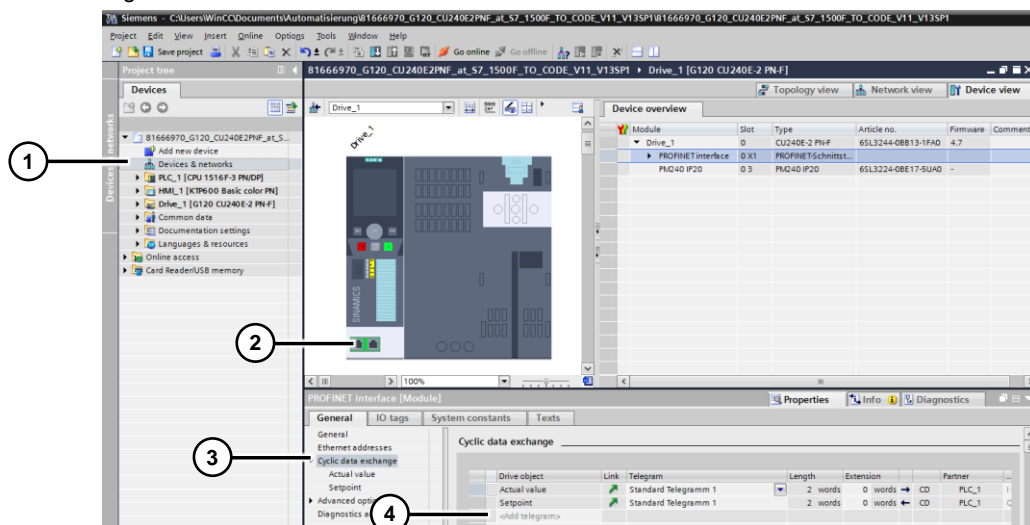 Siemens - C:\Users\WinCC\Documents\Automatisierung\81666970_G120_CU240E2PNF_at_S7_1500F_TO_CODE_V11_V13SP1\81666970_G120_CU240E2PNF_at_S7_1500F_TO_CODE_V11_V13SP1
Project Edit View Insert Online Options Tools Window Help
Save project Go online Go offline
Project tree
81666970_G120_CU240E2PNF_at_S7_1500F_TO_CODE_V11_V13SP1 Drive_1 [G120 CU240E-2 PN-F]
Devices
Topology view Network view Device view
Drive_1
Device overview
Devices & networks
81666970_G120_CU240E2PNF_at_S...
Add new device
Devices & networks
PLC_1 [CPU 1516F-3 PN/DP]
HMI_1 [KTP600 Basic color PN]
Drive_1 [G120 CU240E-2 PN-F]
Common data
Documentation settings
Languages & resources
Online access
Card Reader/USB memory
Drive_1
SIEMENS
SINAMICS
Module Slot Type Article no. Firmware Comment
Drive_1 0 CU240E-2 PN-F 6SL3244-0BB13-1FA0 4.7
PROFINET interface 0 X1 PROFINET-Schnittst...
PM240 IP20 0 3 PM240 IP20 6SL3224-0BE17-5UA0 -
1
2
3
4
100%
PROFINET interface [Module]
Properties Info Diagnostics
General IO tags System constants Texts
General
Ethernet addresses
Cyclic data exchange
Actual value
Setpoint
Advanced optio
Diagnostics a
Cyclic data exchange
Drive object Link Telegram Length Extension Partner
Actual value Standard Telegramm 1 2 words 0 words → CD PLC_1 I
Setpoint Standard Telegramm 1 2 words 0 words ← CD PLC_1
<Add telegram>